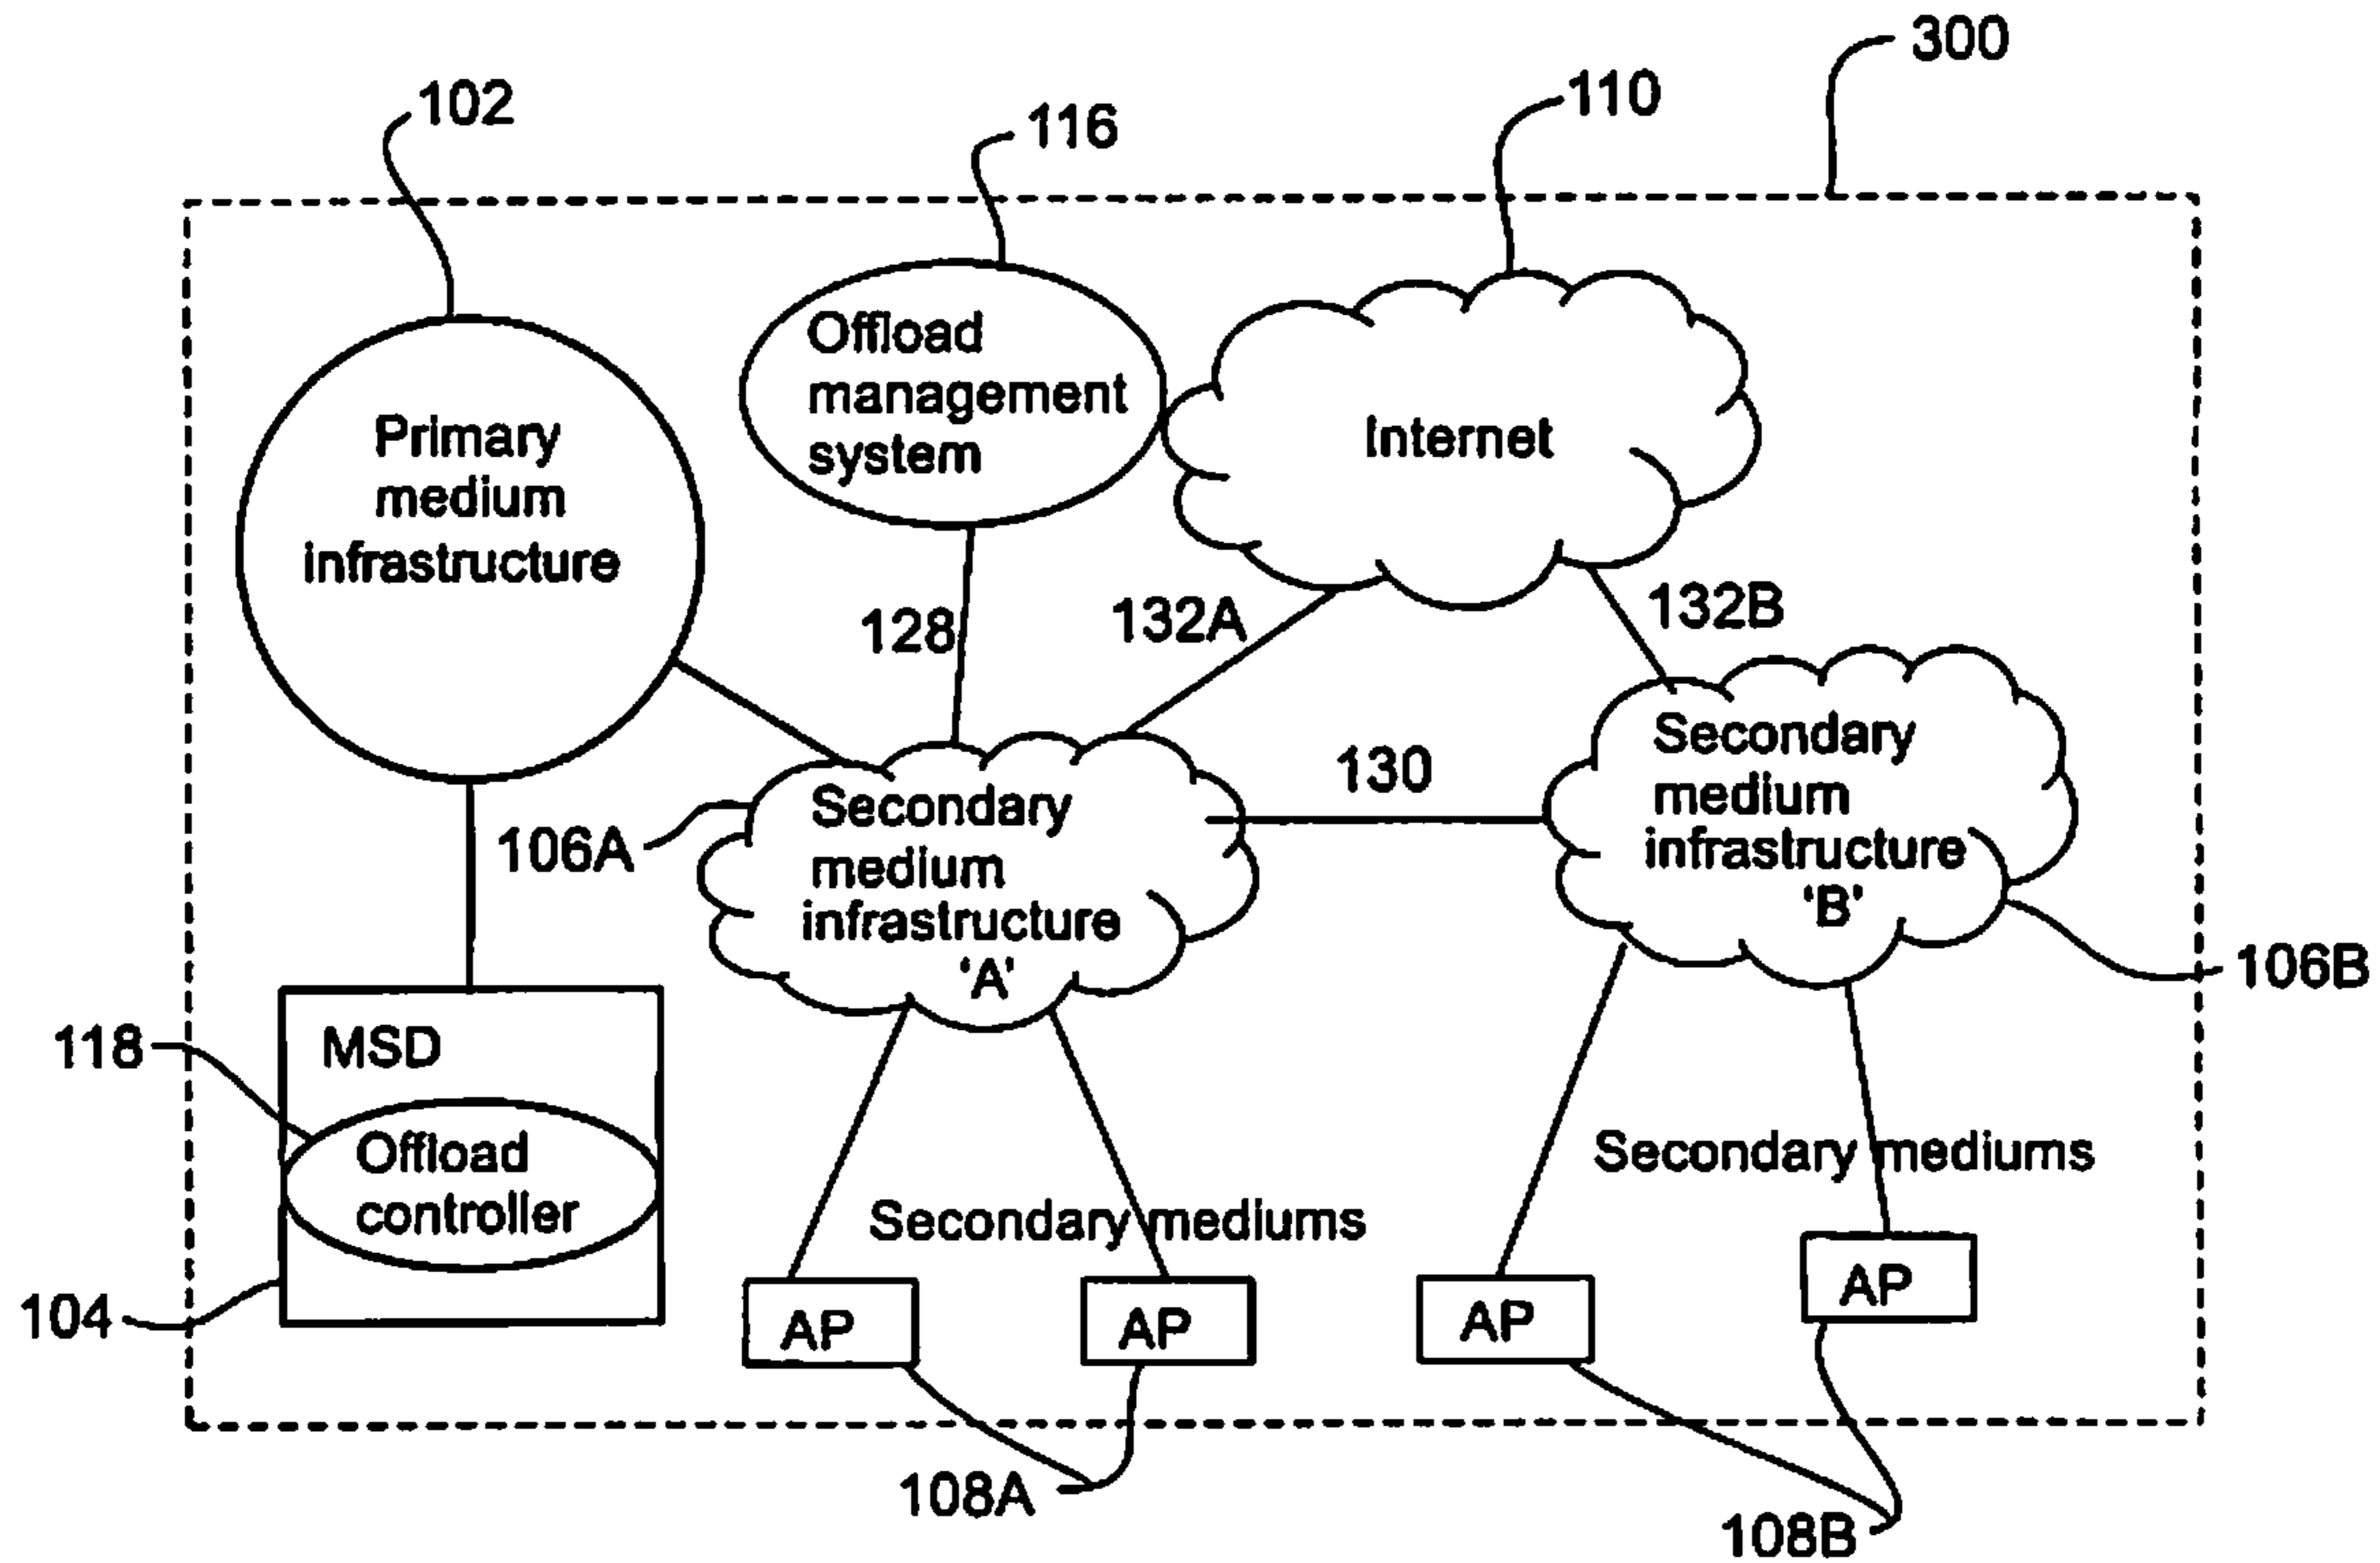 300
102
116
110
Offload
management
system
Primary
medium
infrastructure
Internet
128
132A
132B
Secondary
medium
infrastructure
'B'
130
Secondary
medium
infrastructure
'A'
106A
106B
118
MSD
Offload
controller
Secondary mediums
Secondary mediums
104
AP
AP
AP
AP
108A
108B